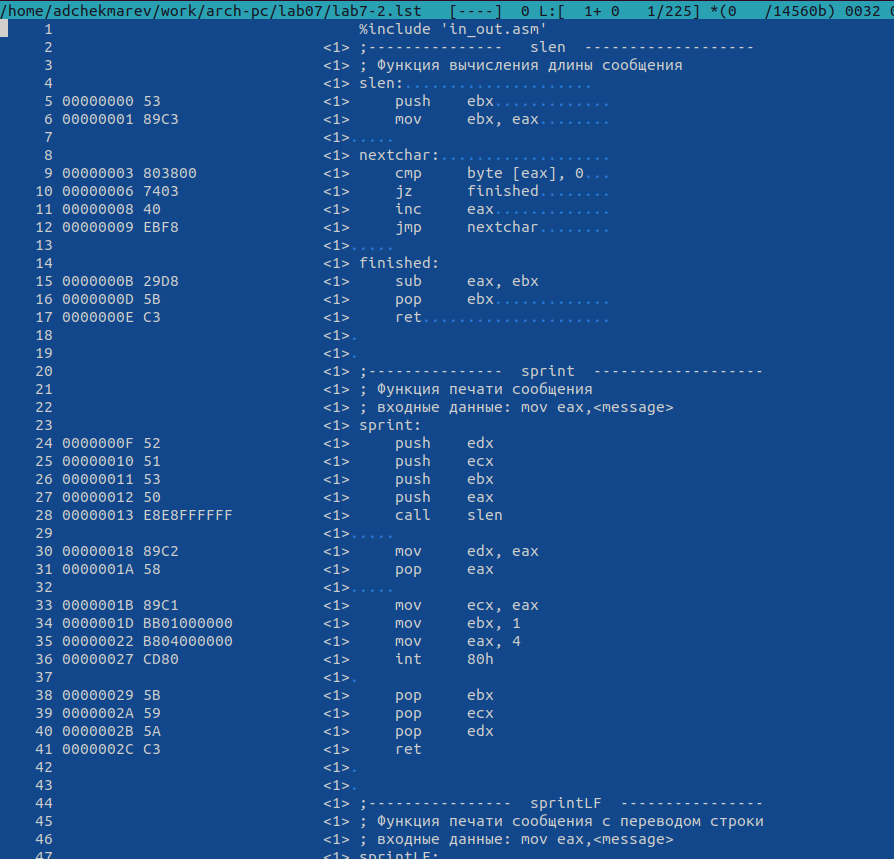 /home/adchekmarev/work/arch-pc/lab07/lab7-2.lst   [----]  0 L:[  1+ 0   1/225] *(0   /14560b) 0032
     1                                  %include 'in_out.asm'
     2                              <1> ;---------------   slen  -------------------
     3                              <1> ; Функция вычисления длины сообщения
     4                              <1> slen:.....................
     5 00000000 53                  <1>     push    ebx.............
     6 00000001 89C3                <1>     mov     ebx, eax........
     7                              <1>.....
     8                              <1> nextchar:...................
     9 00000003 803800              <1>     cmp     byte [eax], 0...
    10 00000006 7403                <1>     jz      finished........
    11 00000008 40                  <1>     inc     eax.............
    12 00000009 EBF8                <1>     jmp     nextchar........
    13                              <1>.....
    14                              <1> finished:
    15 0000000B 29D8                <1>     sub     eax, ebx
    16 0000000D 5B                  <1>     pop     ebx.............
    17 0000000E C3                  <1>     ret.....................
    18                              <1>.
    19                              <1>.
    20                              <1> ;---------------  sprint  -------------------
    21                              <1> ; Функция печати сообщения
    22                              <1> ; входные данные: mov eax,<message>
    23                              <1> sprint:
    24 0000000F 52                  <1>     push    edx
    25 00000010 51                  <1>     push    ecx
    26 00000011 53                  <1>     push    ebx
    27 00000012 50                  <1>     push    eax
    28 00000013 E8E8FFFFFF          <1>     call    slen
    29                              <1>.....
    30 00000018 89C2                <1>     mov     edx, eax
    31 0000001A 58                  <1>     pop     eax
    32                              <1>.....
    33 0000001B 89C1                <1>     mov     ecx, eax
    34 0000001D BB01000000          <1>     mov     ebx, 1
    35 00000022 B804000000          <1>     mov     eax, 4
    36 00000027 CD80                <1>     int     80h
    37                              <1>.
    38 00000029 5B                  <1>     pop     ebx
    39 0000002A 59                  <1>     pop     ecx
    40 0000002B 5A                  <1>     pop     edx
    41 0000002C C3                  <1>     ret
    42                              <1>.
    43                              <1>.
    44                              <1> ;----------------  sprintLF  ----------------
    45                              <1> ; Функция печати сообщения с переводом строки
    46                              <1> ; входные данные: mov eax,<message>
    47                              <1> sprintLF: